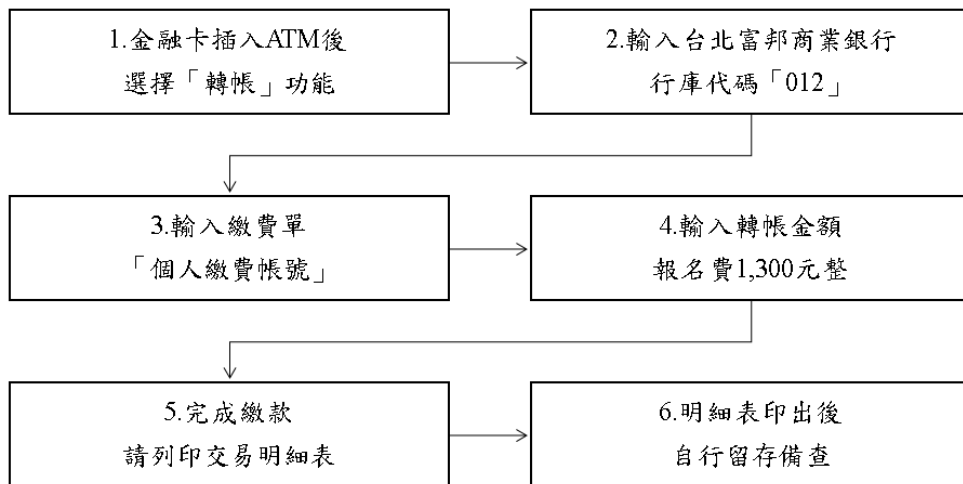 1.金融卡插入ATM後
選擇「轉帳」功能
2.輸入台北富邦商業銀行
行庫代碼「012」
3.輸入繳費單
「個人繳費帳號」
4.輸入轉帳金額
報名費1,300元整
5.完成繳款
請列印交易明細表
6.明細表印出後
自行留存備查